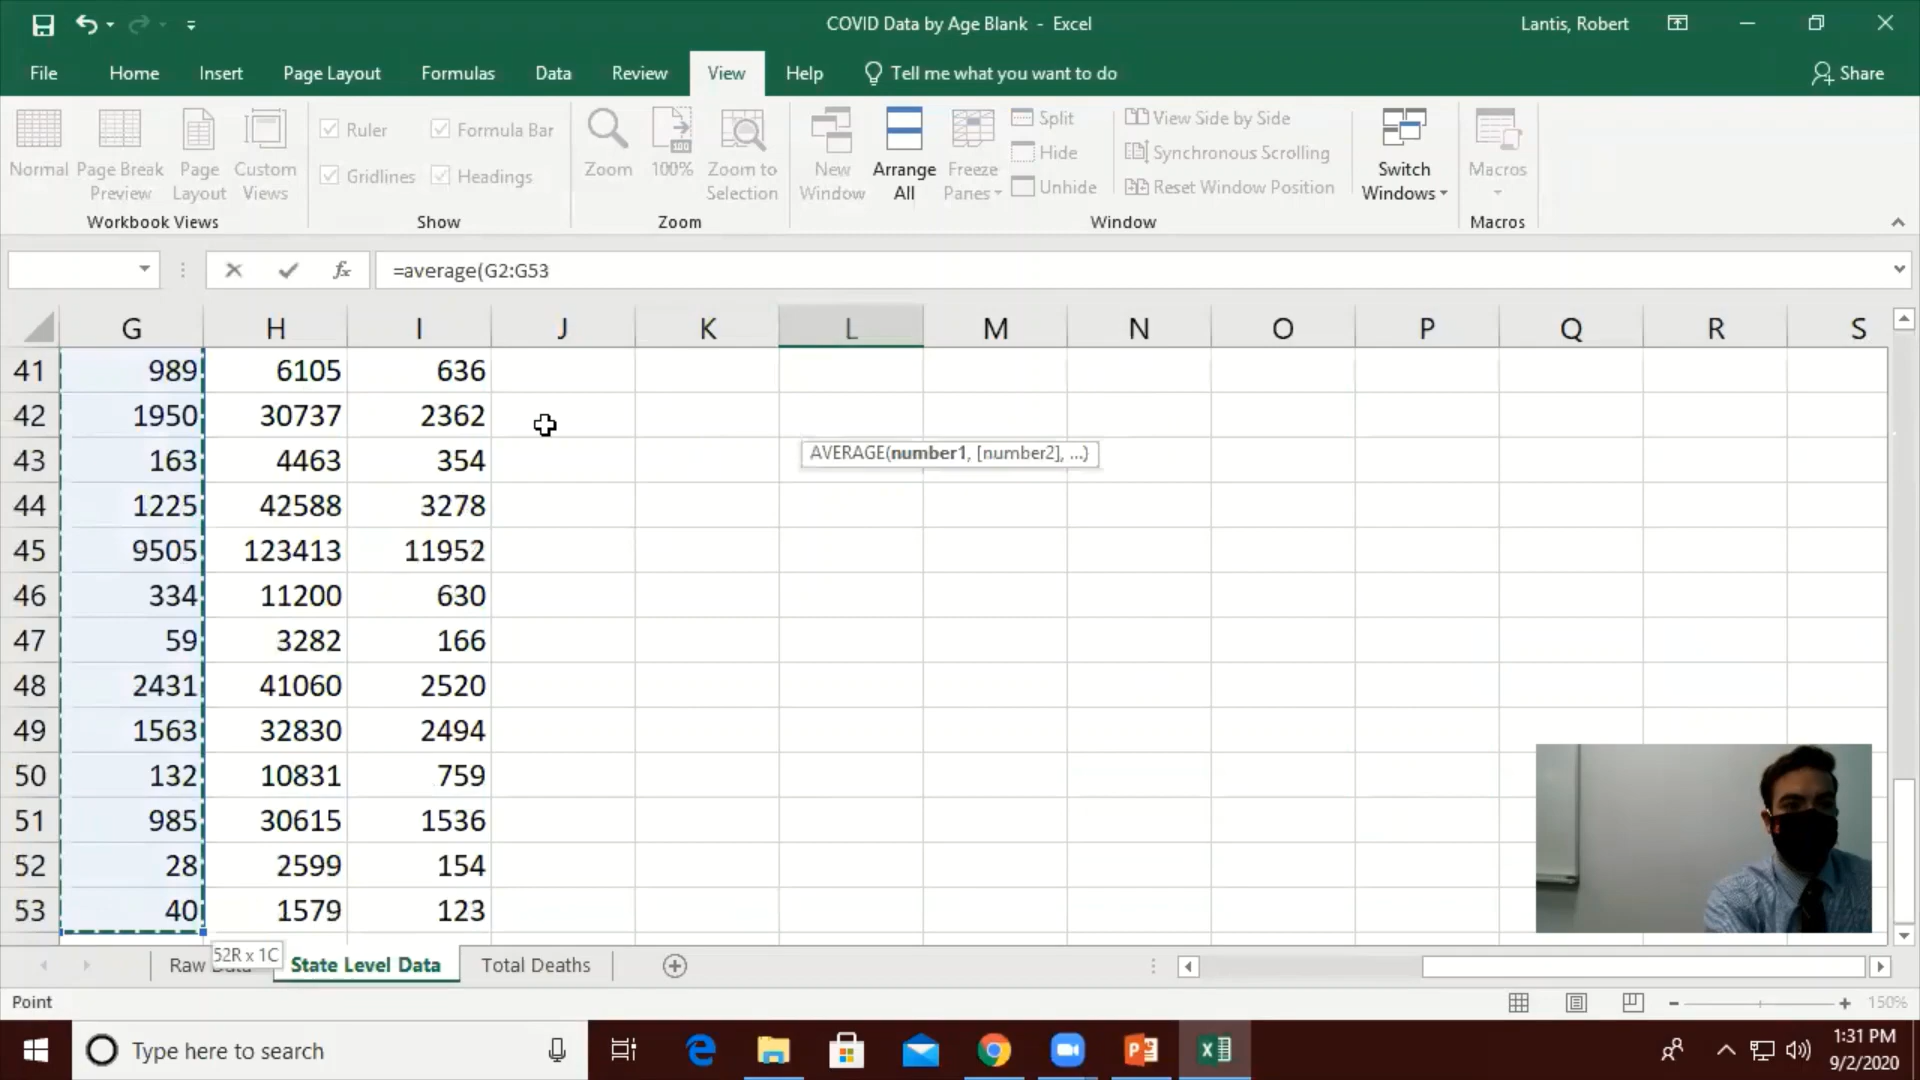 COVID Data by Age Blank - Excel
Lantis, Robert
File Home Insert Page Layout Formulas Data Review View Help Tell me what you want to do Share
Normal
Page Break Preview
Page Layout
Custom Views
Workbook Views
Ruler
Formula Bar
Gridlines
Headings
Show
Zoom
100
100%
Zoom to Selection
Zoom
New Window
Arrange All
Freeze Panes
Split
Hide
Unhide
View Side by Side
Synchronous Scrolling
Reset Window Position
Window
Switch Windows
Macros
Macros
fx =average(G2:G53
G H I J K L M N O P Q R S
41 989 6105 636
42 1950 30737 2362
43 163 4463 354
AVERAGE(number1, [number2], ...)
44 1225 42588 3278
45 9505 123413 11952
46 334 11200 630
47 59 3282 166
48 2431 41060 2520
49 1563 32830 2494
50 132 10831 759
51 985 30615 1536
52 28 2599 154
53 40 1579 123
52R x 1C
Raw Data State Level Data Total Deaths
Point
150%
Type here to search
1:31 PM
9/2/2020